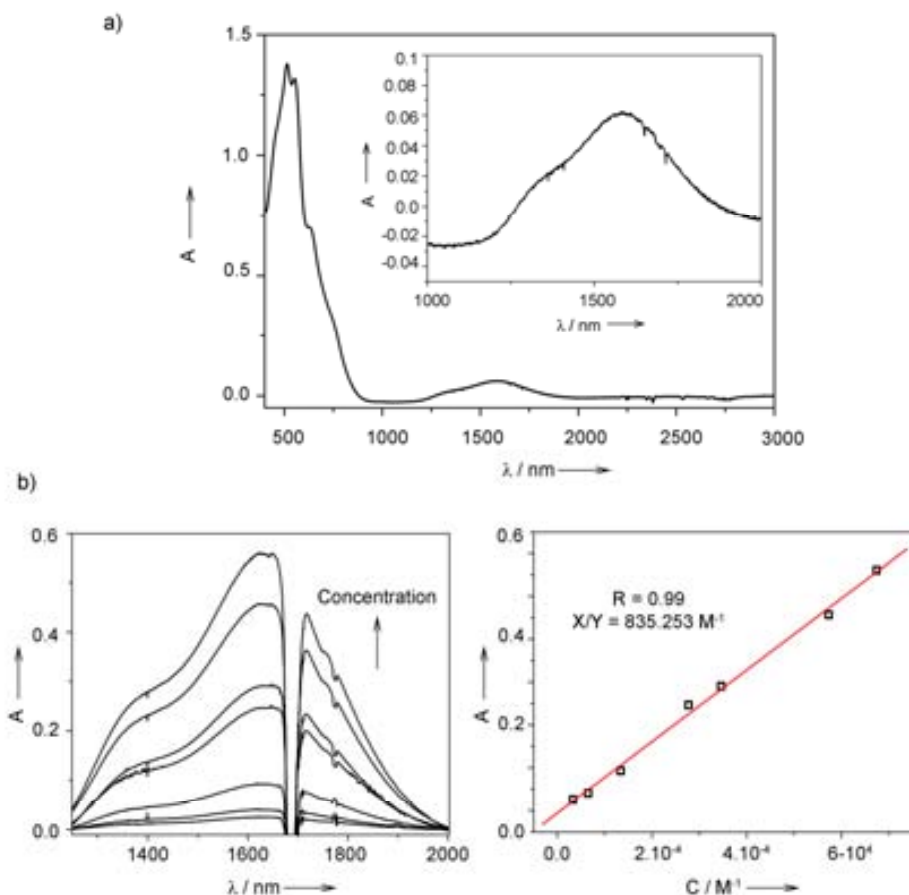 a)
1.5
1.0
0.5
0.0
A
500
1000
1500
2000
2500
3000
λ / nm
0.1
0.08
0.06
0.04
0.02
0.0
-0.02
-0.04
A
1000
1500
2000
λ / nm
b)
0.6
0.4
0.2
0.0
A
Concentration
1400
1600
1800
2000
λ / nm
0.6
0.4
0.2
0.0
A
R = 0.99
X/Y = 835.253 M⁻¹
0.0
2.10⁻⁴
4.10⁻⁴
6-10⁴
C / M⁻¹